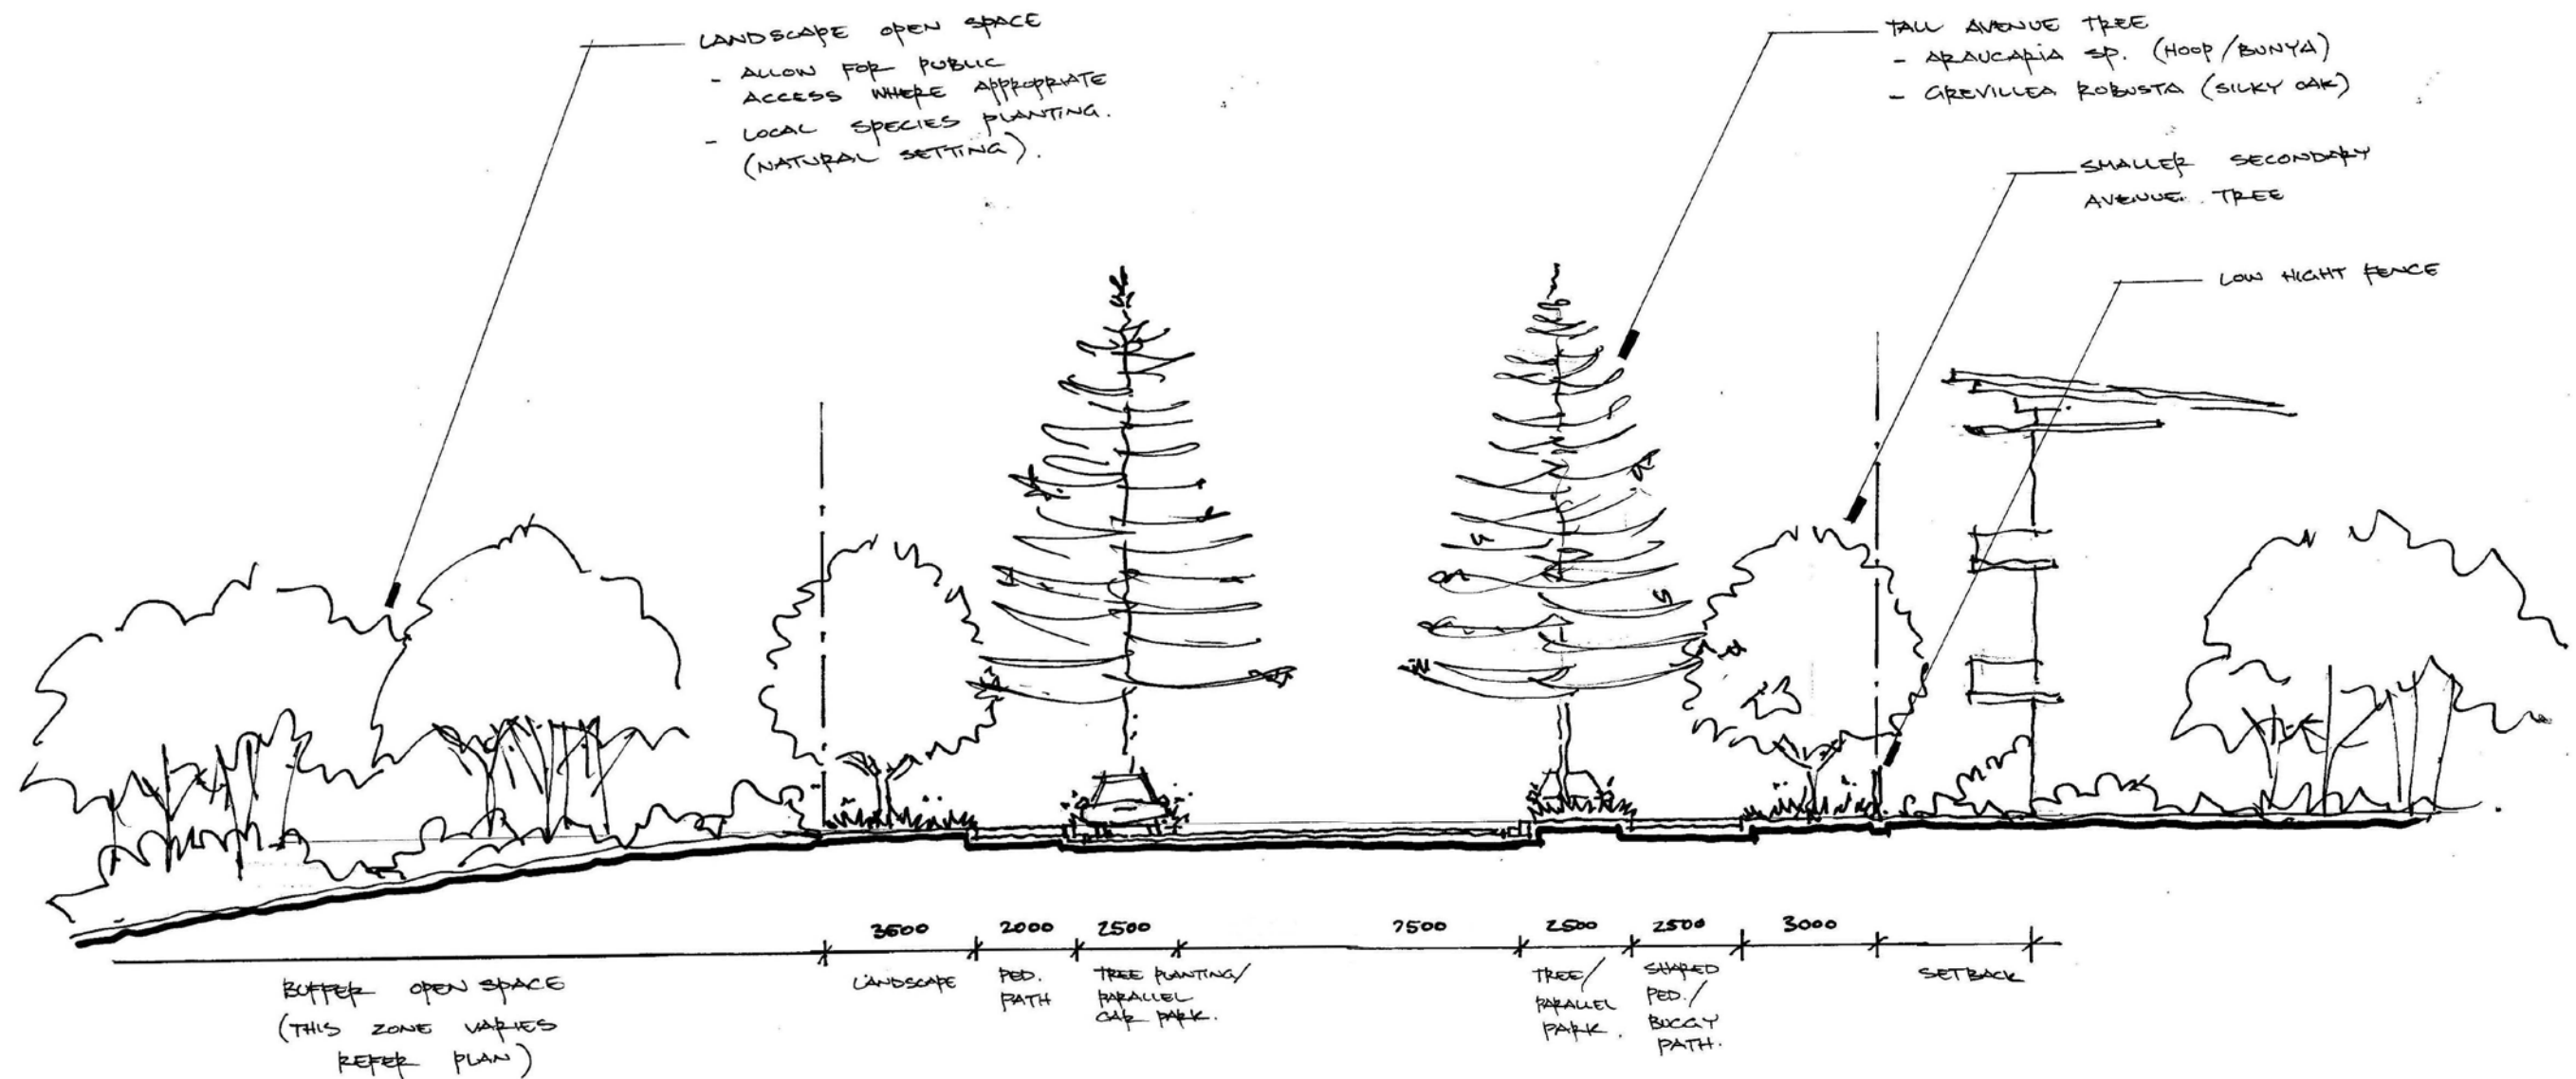 LANDSCAPE OPEN SPACE
- ALLOW FOR PUBLIC
ACCESS WHERE APPROPRIATE
- LOCAL SPECIES PLANTING.
(NATURAL SETTING).
TALL AVENUE TREE
- ARAUCARIA SP. (HOOP/BUNYA)
- GREVILLEA ROBUSTA (SILKY OAK)
SMALLER SECONDARY
AVENUE TREE
LOW HIGHT FENCE
3500
2000
2500
7500
2500
2500
3000
BUFFER OPEN SPACE
(THIS ZONE VARIES
REFER PLAN)
LANDSCAPE
PED.
PATH
TREE PLANTING/
PARALLEL
CAR PARK.
TREE/
PARALLEL
PARK.
SHARED
PED./
BUGGY
PATH.
SETBACK